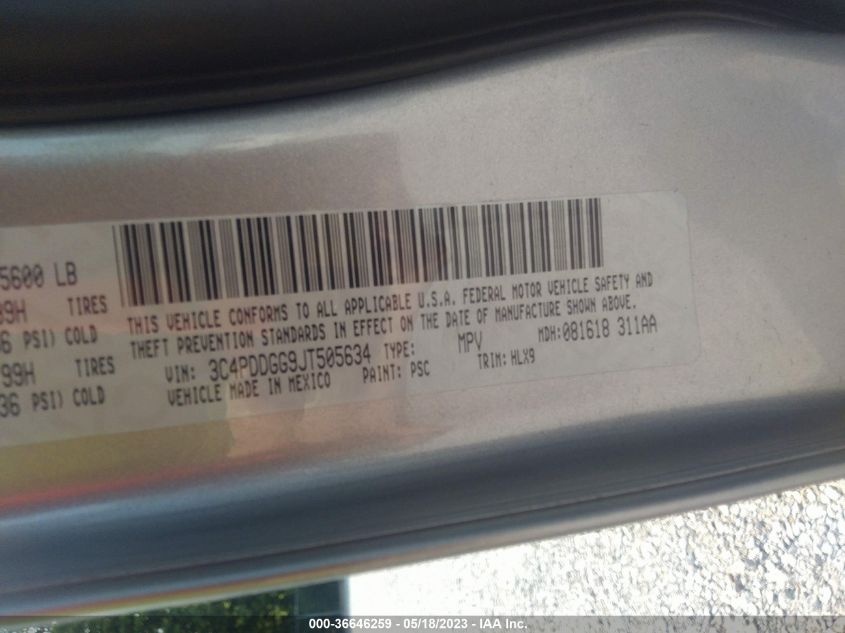 5600 LB
99H TIRES
36 PSI) COLD
99H TIRES
36 PSI) COLD
THIS VEHICLE CONFORMS TO ALL APPLICABLE U.S.A. FEDERAL MOTOR VEHICLE SAFETY AND
THEFT PREVENTION STANDARDS IN EFFECT ON THE DATE OF MANUFACTURE SHOWN ABOVE.
VIN: 3C4PDDGG9JT505634 TYPE: MPV MDH:081618 311AA
VEHICLE MADE IN MEXICO PAINT: PSC TRIM: HLX9
000-36646259 - 05/18/2023 - IAA Inc.